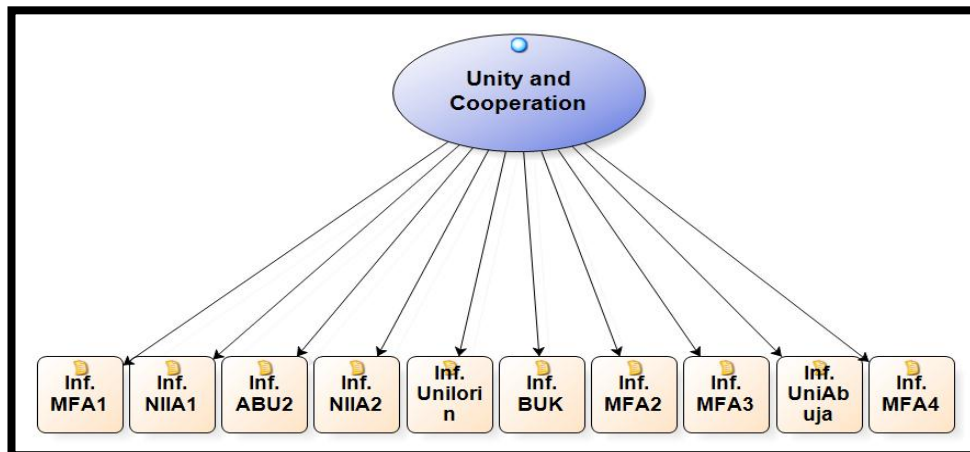 Unity and
Cooperation
Inf.
MFA1
Inf.
NIIA1
Inf.
ABU2
Inf.
NIIA2
Inf.
Unilori
n
Inf.
BUK
Inf.
MFA2
Inf.
MFA3
Inf.
UniAb
uja
Inf.
MFA4